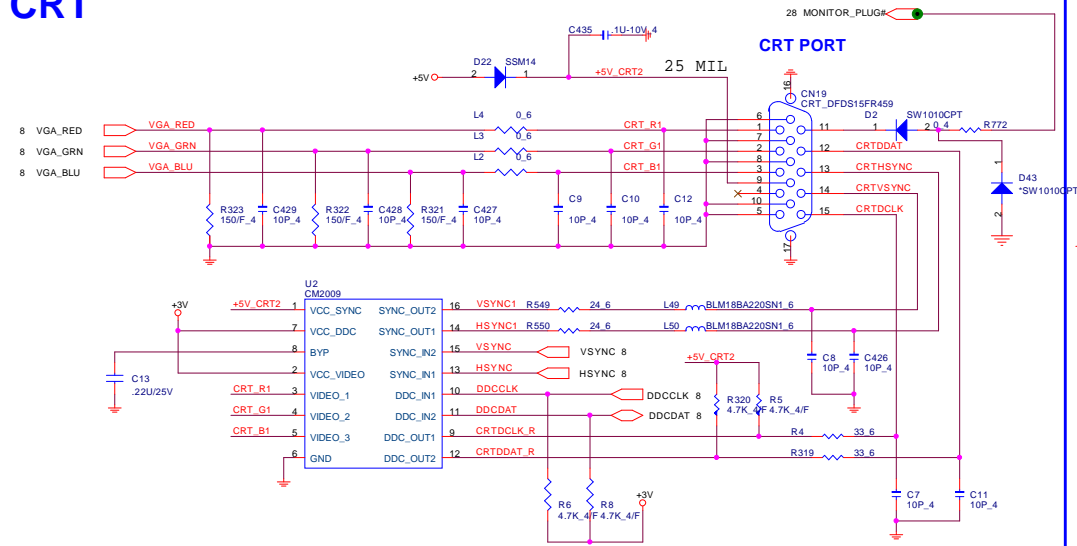 CRT
28 MONITOR_PLUG#
C435 .1U-10V_4
CRT PORT
D22 SSM14
+5V 2 1 +5V_CRT2 25 MIL
16
CN19
CRT_DFDS15FR459
L4 0_6
L3 0_6
L2 0_6
8 VGA_RED VGA_RED CRT_R1
8 VGA_GRN VGA_GRN CRT_G1
8 VGA_BLU VGA_BLU CRT_B1
6
1
7
2
8
3
9
4
10
5
11
12
13
14
15
17
D2 SW1010CPT
1 2 0_4 R772
CRTDDAT
CRTHSYNC
CRTVSYNC
CRTDCLK
1
D43
*SW1010CPT
2
R323
150/F_4
C429
10P_4
R322
150/F_4
C428
10P_4
R321
150/F_4
C427
10P_4
C9
10P_4
C10
10P_4
C12
10P_4
U2
CM2009
+3V
+5V_CRT2 1 VCC_SYNC SYNC_OUT2 16 VSYNC1 R549 24_6 L49 BLM18BA220SN1_6
7 VCC_DDC SYNC_OUT1 14 HSYNC1 R550 24_6 L50 BLM18BA220SN1_6
8 BYP SYNC_IN2 15 VSYNC VSYNC 8
2 VCC_VIDEO SYNC_IN1 13 HSYNC HSYNC 8
CRT_R1 3 VIDEO_1 DDC_IN1 10 DDCCLK DDCCLK 8
CRT_G1 4 VIDEO_2 DDC_IN2 11 DDCDAT DDCDAT 8
CRT_B1 5 VIDEO_3 DDC_OUT1 9 CRTDCLK_R R4 33_6
6 GND DDC_OUT2 12 CRTDDAT_R R319 33_6
C13
.22U/25V
+5V_CRT2
R320
4.7K_4/F
R5
4.7K_4/F
C8
10P_4
C426
10P_4
R6
4.7K_4/F
R8
4.7K_4/F
+3V
C7
10P_4
C11
10P_4